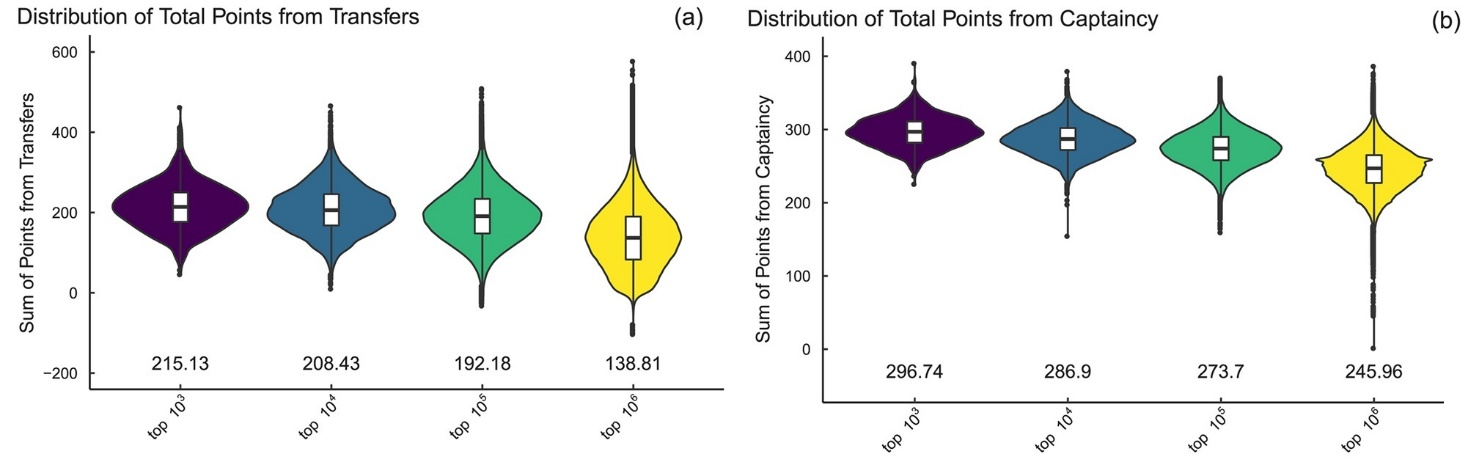 Distribution of Total Points from Transfers
(a)
Sum of Points from Transfers
600
400
200
0
−200
215.13
208.43
192.18
138.81
top 10³
top 10⁴
top 10⁵
top 10⁶
Distribution of Total Points from Captaincy
(b)
Sum of Points from Captaincy
400
300
200
100
0
296.74
286.9
273.7
245.96
top 10³
top 10⁴
top 10⁵
top 10⁶